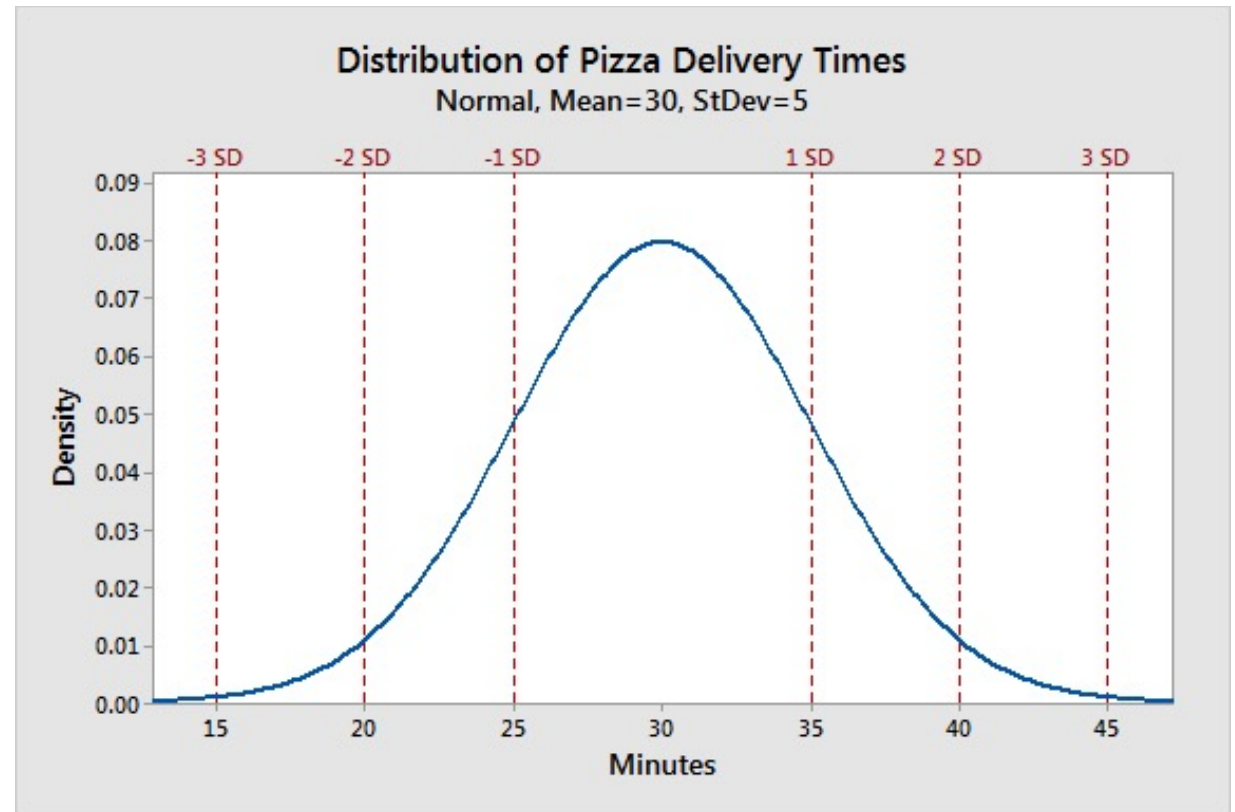 Distribution of Pizza Delivery Times
Normal, Mean=30, StDev=5
-3 SD -2 SD -1 SD 1 SD 2 SD 3 SD
0.09
0.08
0.07
0.06
0.05
0.04
0.03
0.02
0.01
0.00
Density
15 20 25 30 35 40 45
Minutes